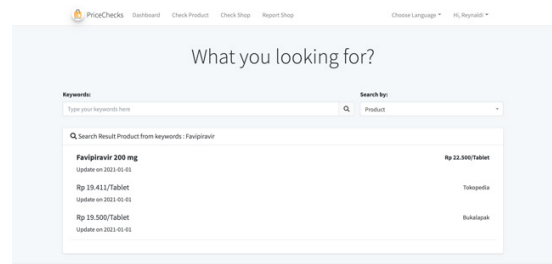 PriceChecks Dashboard Check Product Check Shop Report Shop Choose Language Hi, Reynaldi
What you looking for?
Keywords: Search by:
Type your keywords here Product
Search Result Product from keywords : Favipiravir
Favipiravir 200 mg Rp 22.500/Tablet
Update on 2021-01-01
Rp 19.411/Tablet Tokopedia
Update on 2021-01-01
Rp 19.500/Tablet Bukalapak
Update on 2021-01-01